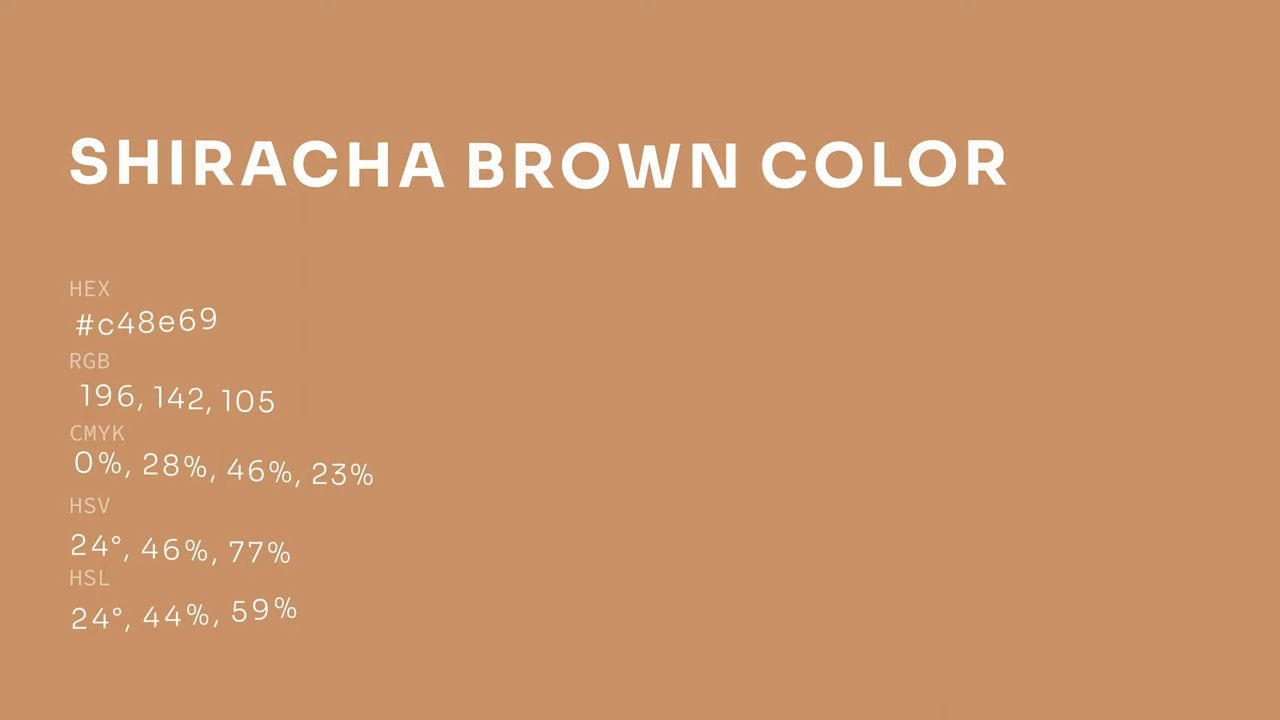 SHIRACHA BROWN COLOR
HEX
#c48e69
RGB
196, 142, 105
CMYK
0%, 28%, 46%, 23%
HSV
24°, 46%, 77%
HSL
24°, 44%, 59%